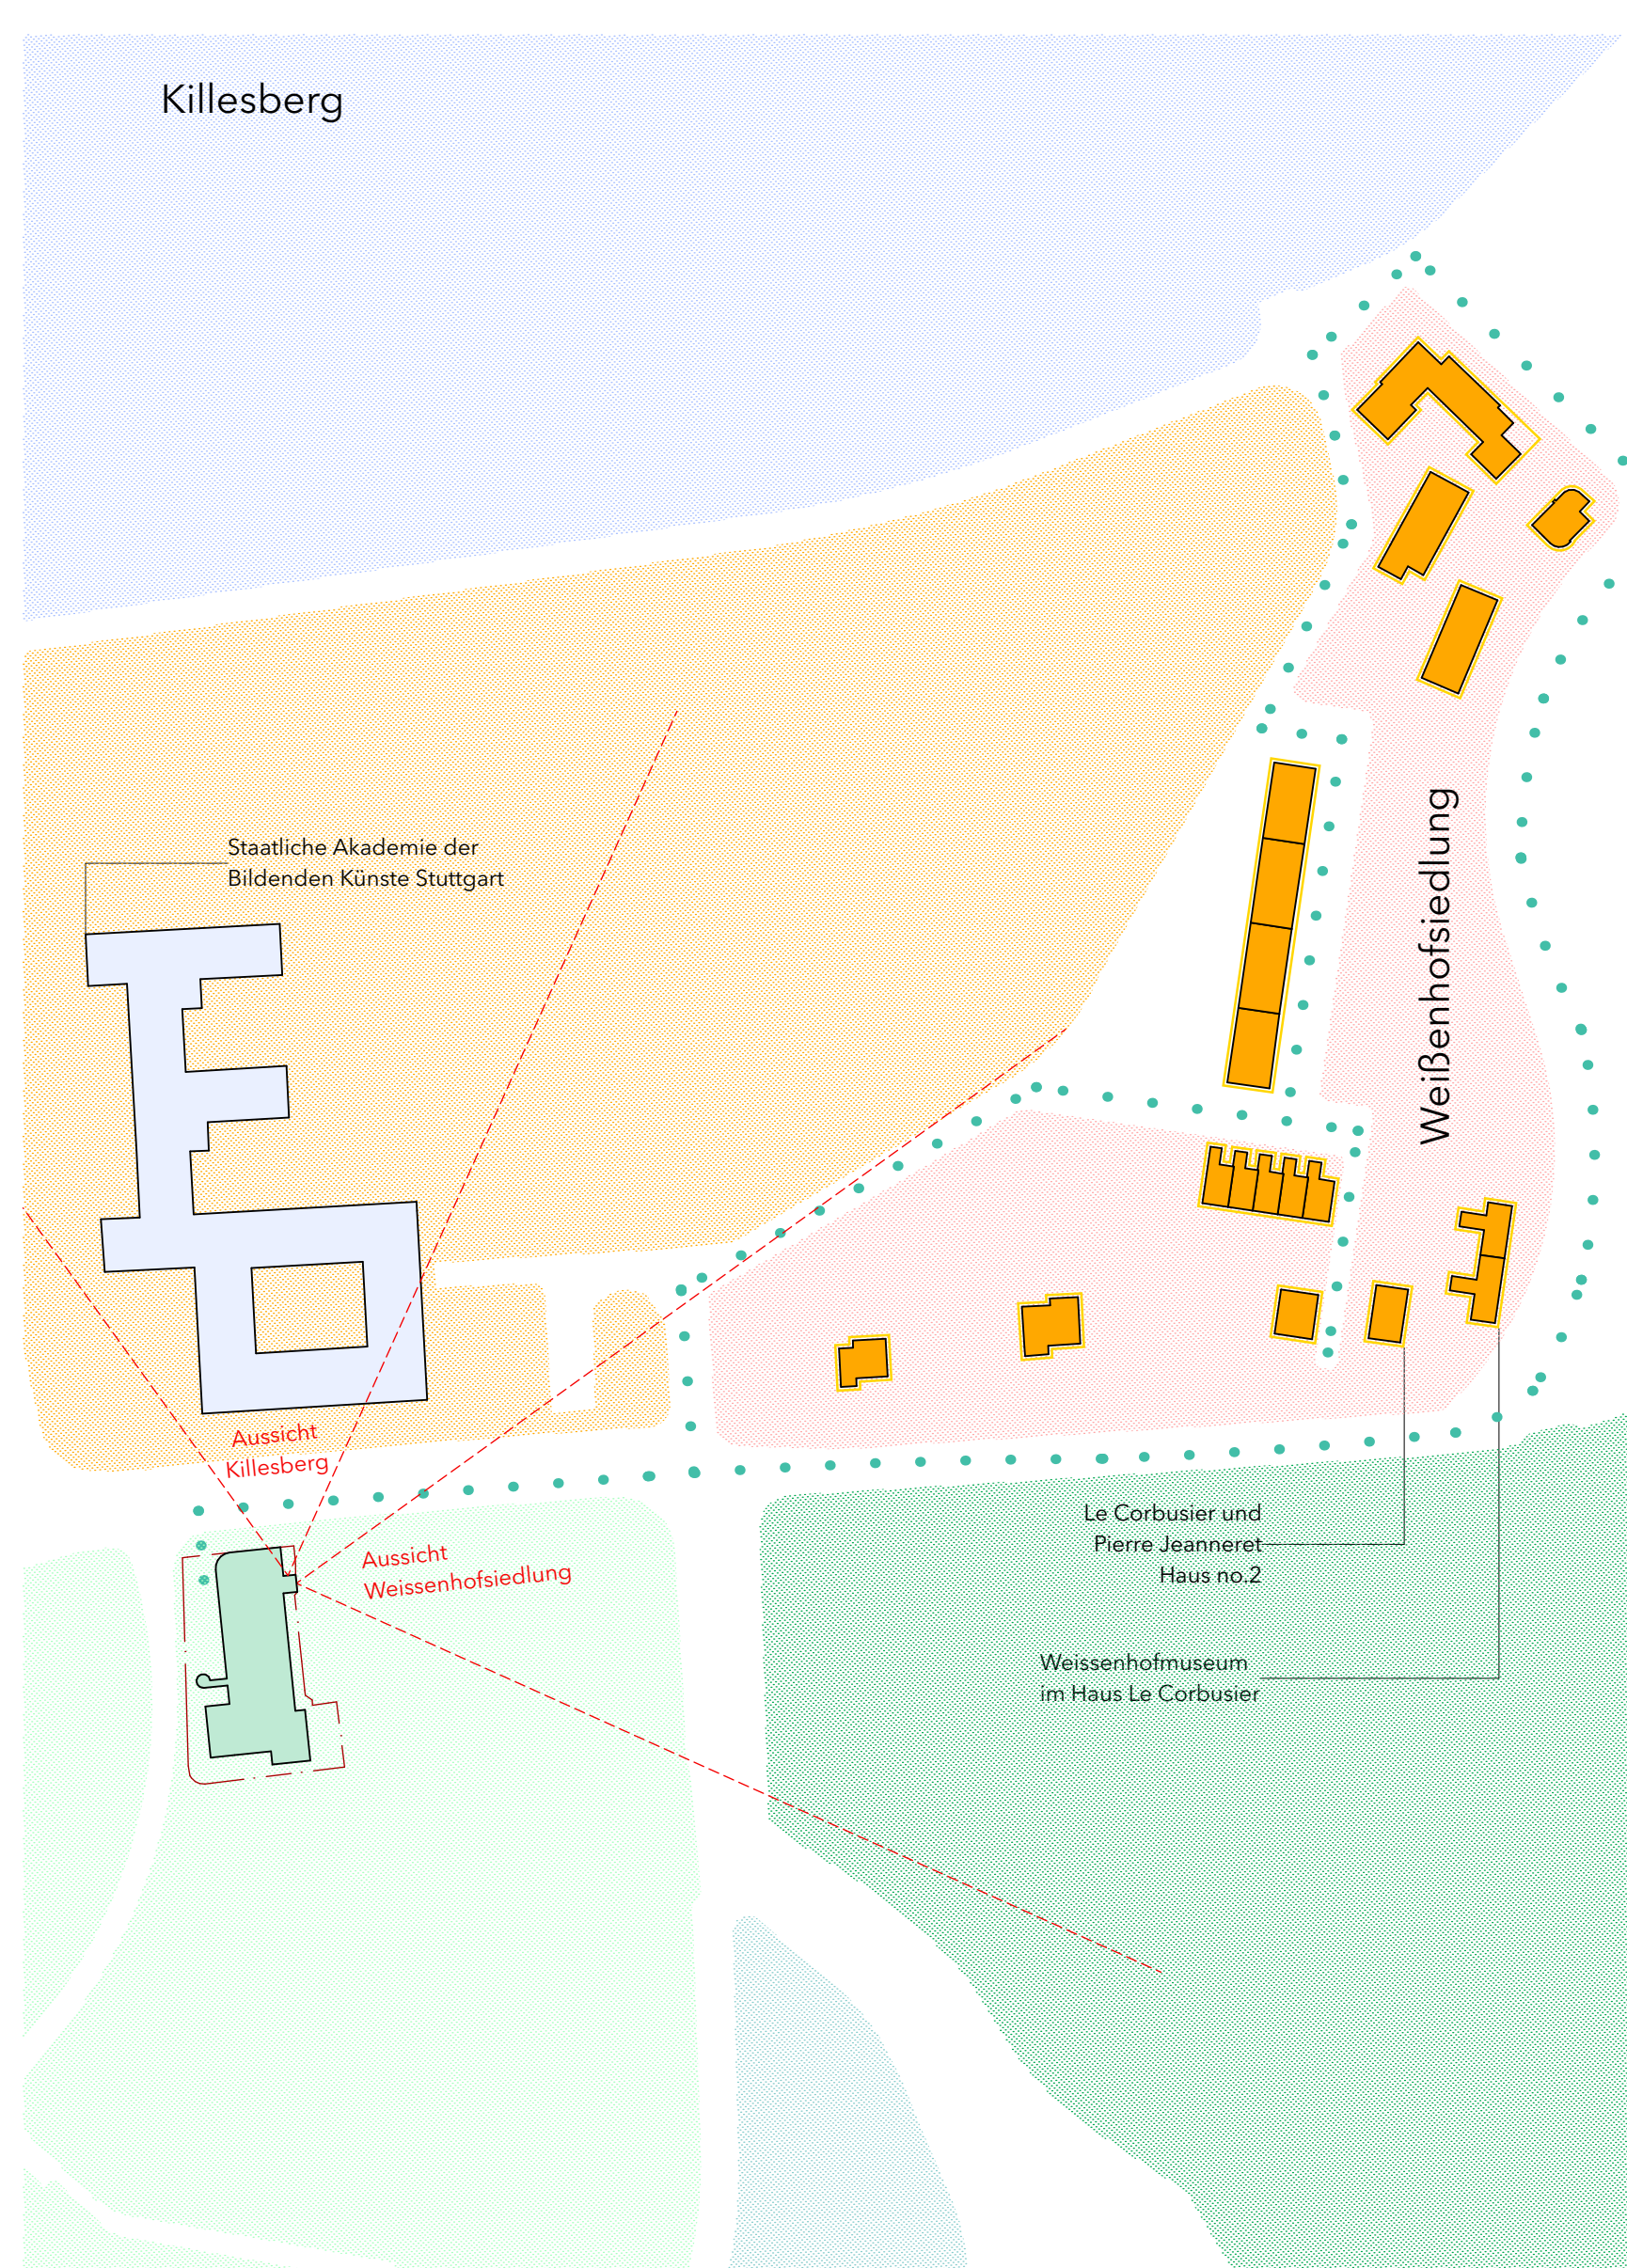 Killesberg
Staatliche Akademie der
Bildenden Künste Stuttgart
Weißenhofsiedlung
Aussicht
Killesberg
Aussicht
Weissenhofsiedlung
Le Corbusier und
Pierre Jeanneret
Haus no.2
Weissenhofmuseum
im Haus Le Corbusier